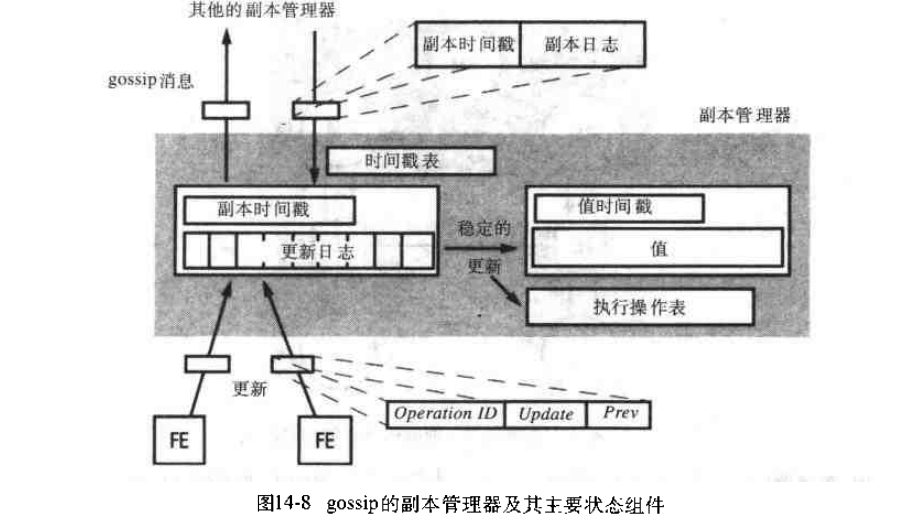 其他的副本管理器
副本时间戳 副本日志
gossip消息
副本管理器
时间戳表
副本时间戳
值时间戳
稳定的
更新日志
值
更新
执行操作表
更新
Operation ID Update Prev
FE FE
图14-8 gossip的副本管理器及其主要状态组件